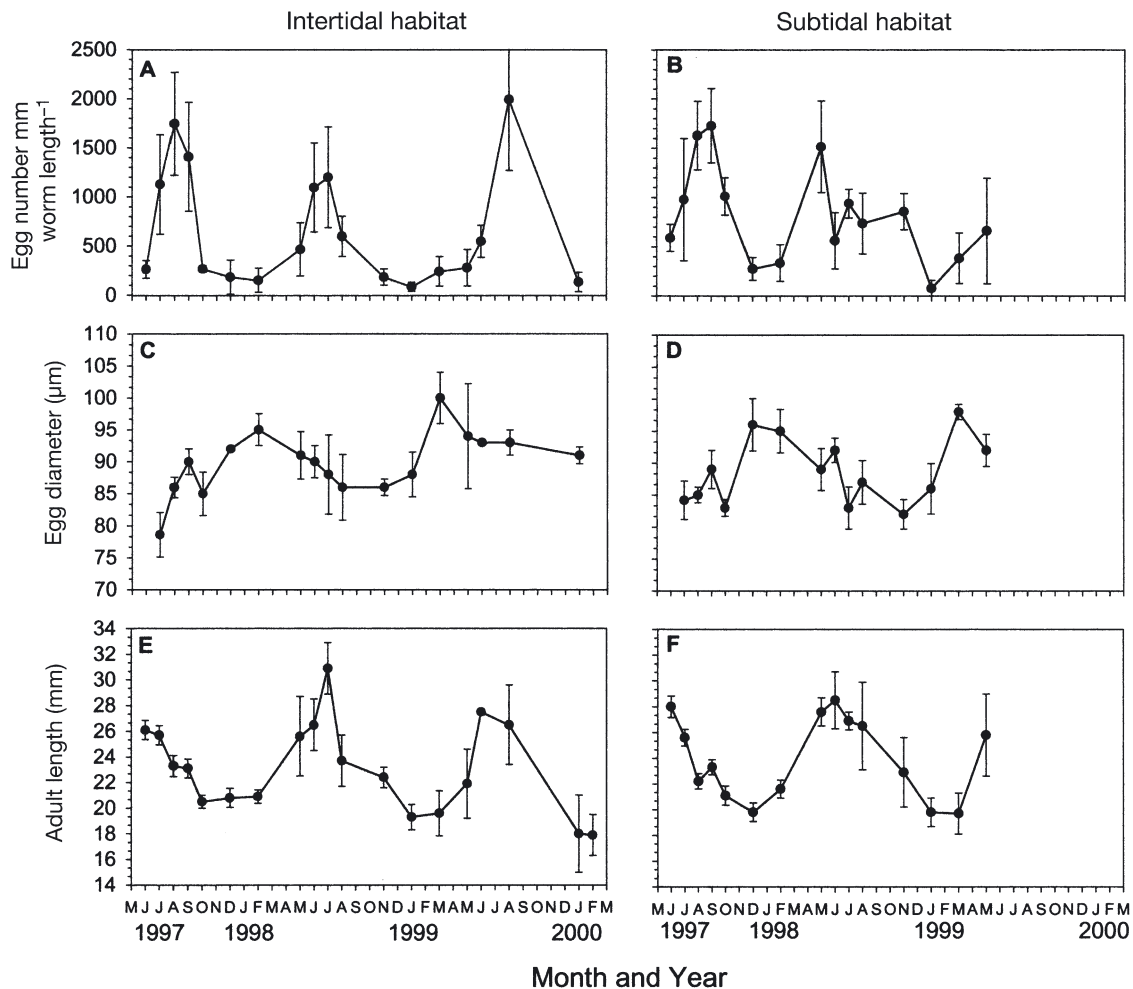 Intertidal habitat
Subtidal habitat
A
B
Egg number mm
worm length⁻¹
2500
2000
1500
1000
500
0
C
D
Egg diameter (µm)
110
105
100
95
90
85
80
75
70
E
F
Adult length (mm)
34
32
30
28
26
24
22
20
18
16
14
M J J A S O N D J F M A M J J A S O N D J F M A M J J A S O N D J F M
1997 1998 1999 2000
M J J A S O N D J F M A M J J A S O N D J F M A M J J A S O N D J F M
1997 1998 1999 2000
Month and Year